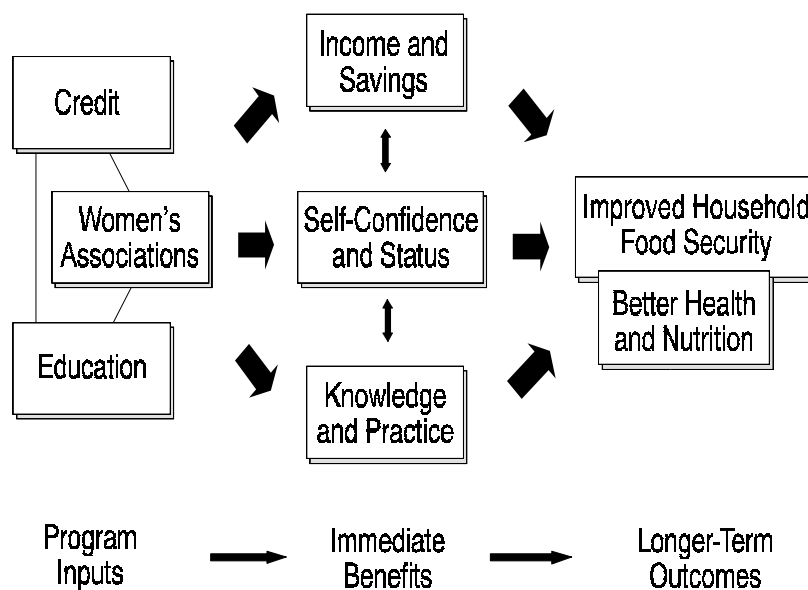 Credit
Women's
Associations
Education
Income and
Savings
Self-Confidence
and Status
Knowledge
and Practice
Improved Household
Food Security
Better Health
and Nutrition
Program
Inputs
Immediate
Benefits
Longer-Term
Outcomes